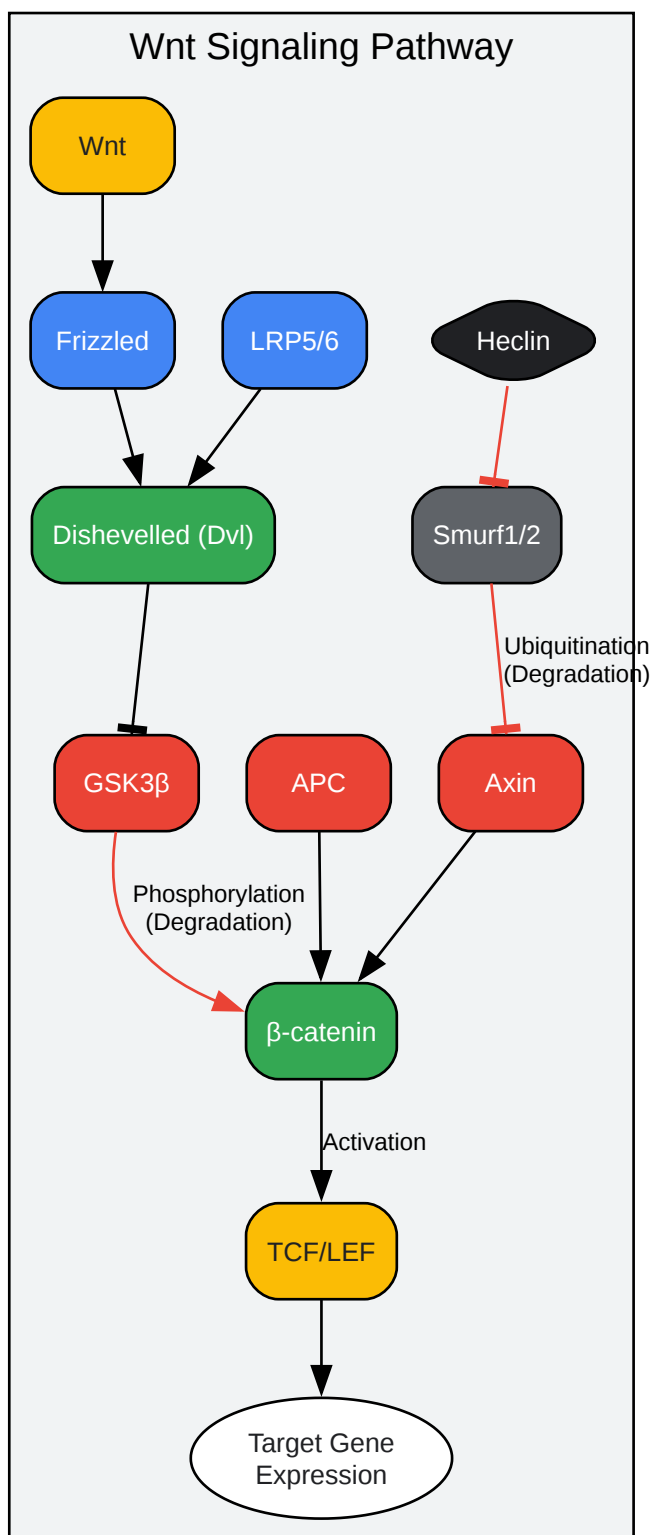 Wnt Signaling Pathway
Wnt
Frizzled
LRP5/6
Heclin
Dishevelled (Dvl)
Smurf1/2
Ubiquitination
(Degradation)
GSK3β
APC
Axin
Phosphorylation
(Degradation)
β-catenin
Activation
TCF/LEF
Target Gene
Expression